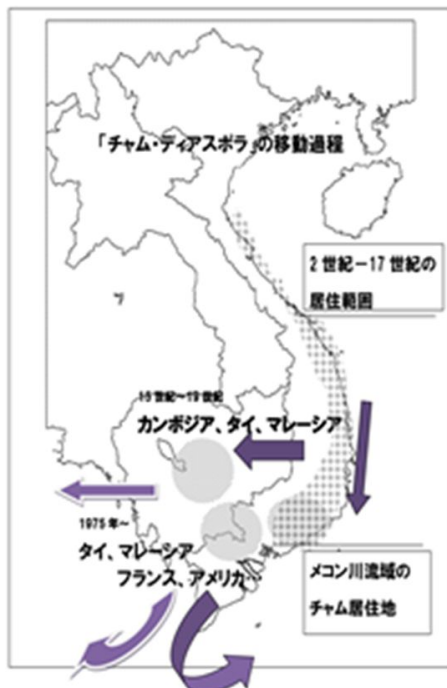 「チャム・ディアスポラ」の移動過程
2世紀－17世紀の
居住範囲
16世紀～19世紀
カンボジア、タイ、マレーシア
1975年～
タイ、マレーシア
フランス、アメリカ…
メコン川流域の
チャム居住地